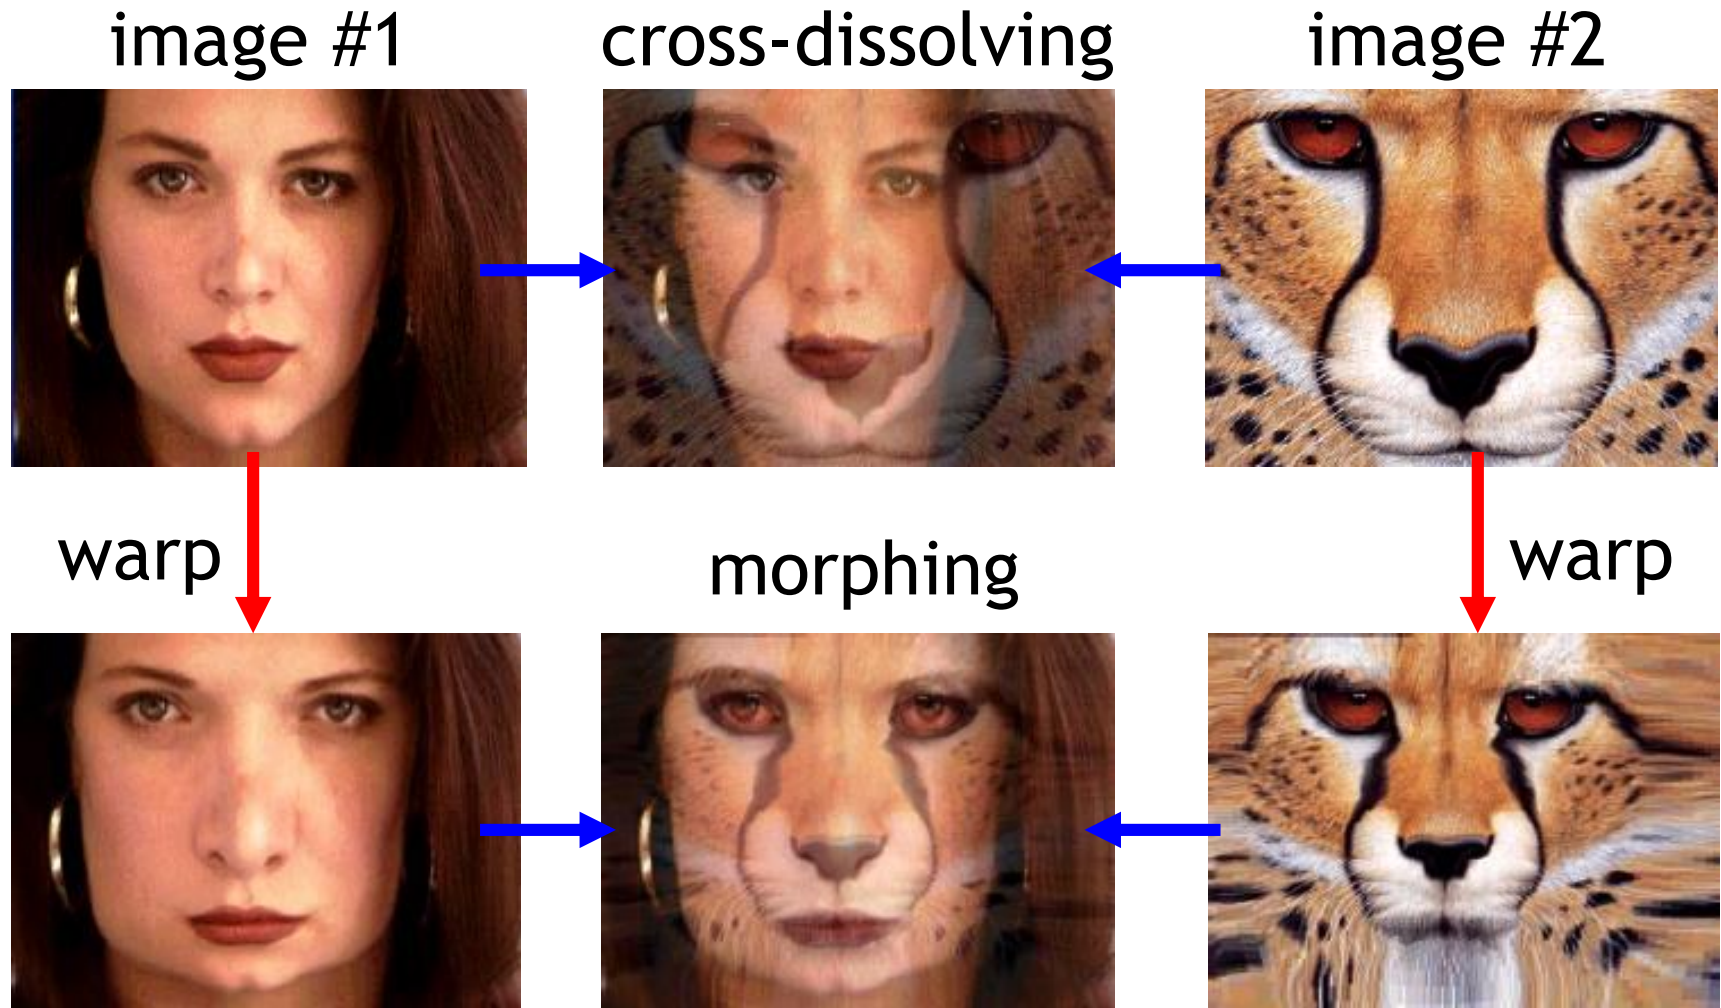 image #1
cross-dissolving
image #2
warp
morphing
warp